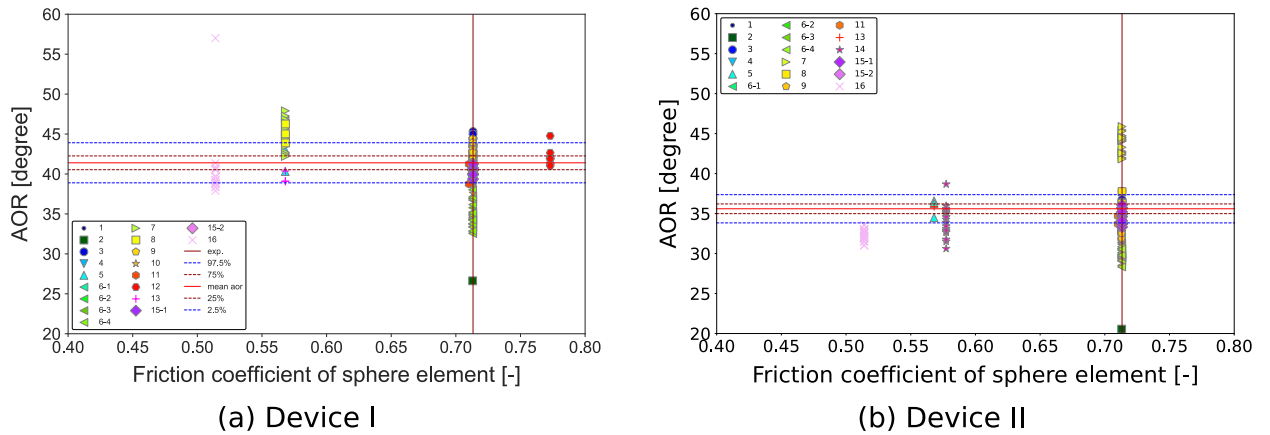 60
55
50
45
40
35
30
25
20
AOR [degree]
0.40 0.45 0.50 0.55 0.60 0.65 0.70 0.75 0.80
Friction coefficient of sphere element [-]
1 7 15-2
2 8 16
3 9 exp.
4 10 97.5%
5 11 75%
6-1 12 mean aor
6-2 13 25%
6-3 15-1 2.5%
6-4
(a) Device I
60
55
50
45
40
35
30
25
20
AOR [degree]
0.40 0.45 0.50 0.55 0.60 0.65 0.70 0.75 0.80
Friction coefficient of sphere element [-]
1 6-2 11
2 6-3 13
3 6-4 14
4 7 15-1
5 8 15-2
6-1 9 16
(b) Device II